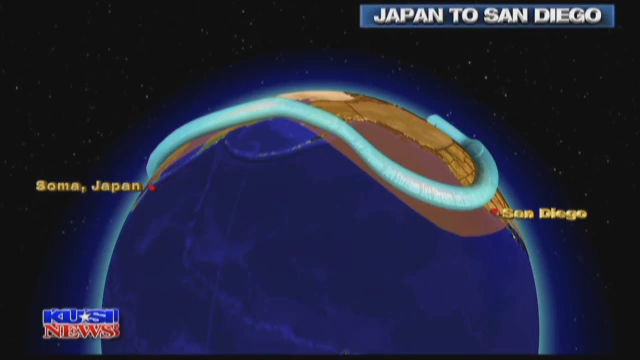 JAPAN TO SAN DIEGO
Soma, Japan
San Diego
KUSI
NEWS